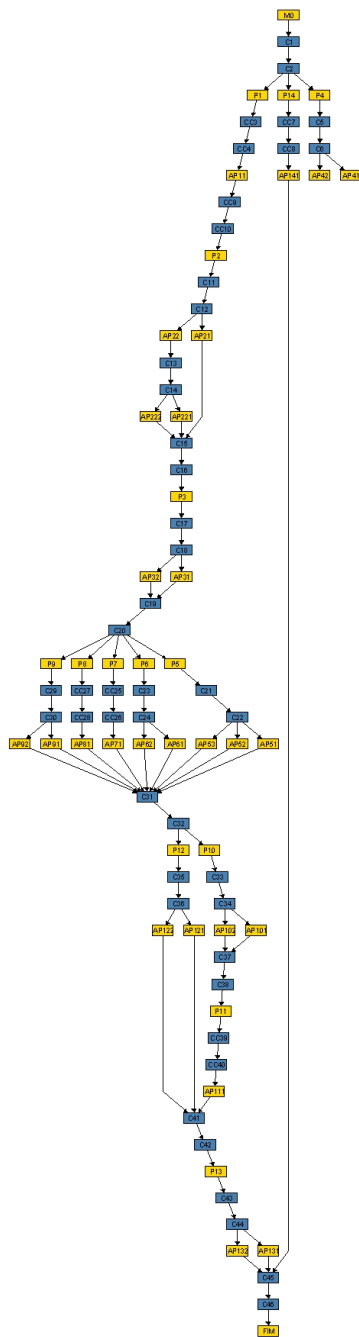 M0
C1
C2
P1 P14 P4
CC3 CC7 C5
CC4 CC8 C6
AP11 AP141 AP42 AP41
CC9
CC10
P2
C11
C12
AP22 AP21
C13
C14
AP222 AP221
C15
C16
P3
C17
C18
AP32 AP31
C19
C20
P9 P8 P7 P6 P5
C29 CC27 CC25 C23 C21
C30 CC28 CC26 C24 C22
AP92 AP91 AP81 AP71 AP62 AP61 AP53 AP52 AP51
C31
C32
P12 P10
C35 C33
C36 C34
AP122 AP121 AP102 AP101
C37
C38
P11
CC39
CC40
AP111
C41
C42
P13
C43
C44
AP132 AP131
C45
C46
FIM